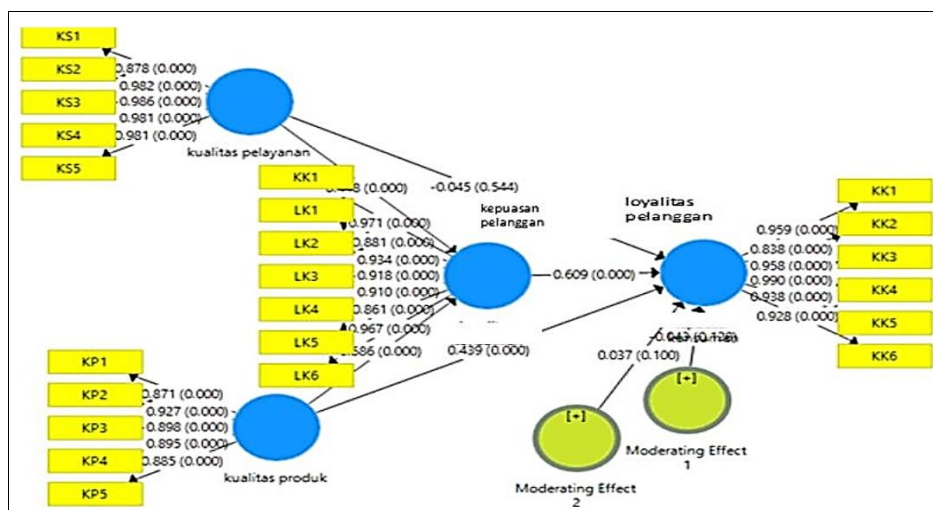 KS1
KS2
KS3
KS4
KS5
0.878 (0.000)
0.982 (0.000)
0.986 (0.000)
0.981 (0.000)
0.981 (0.000)
kualitas pelayanan
(0.000)
-0.045 (0.544)
KK1
LK1
LK2
LK3
LK4
LK5
LK6
0.971 (0.000)
0.881 (0.000)
0.934 (0.000)
0.918 (0.000)
0.910 (0.000)
0.861 (0.000)
0.967 (0.000)
(0.000)
kepuasan
pelanggan
loyalitas
pelanggan
0.609 (0.000)
0.439 (0.000)
KK1
KK2
KK3
KK4
KK5
KK6
0.959 (0.000)
0.838 (0.000)
0.958 (0.000)
0.990 (0.000)
0.938 (0.000)
0.928 (0.000)
0.037 (0.100)
[+]
Moderating Effect
1
[+]
Moderating Effect
2
KP1
KP2
KP3
KP4
KP5
0.871 (0.000)
0.927 (0.000)
0.898 (0.000)
0.895 (0.000)
0.885 (0.000)
kualitas produk